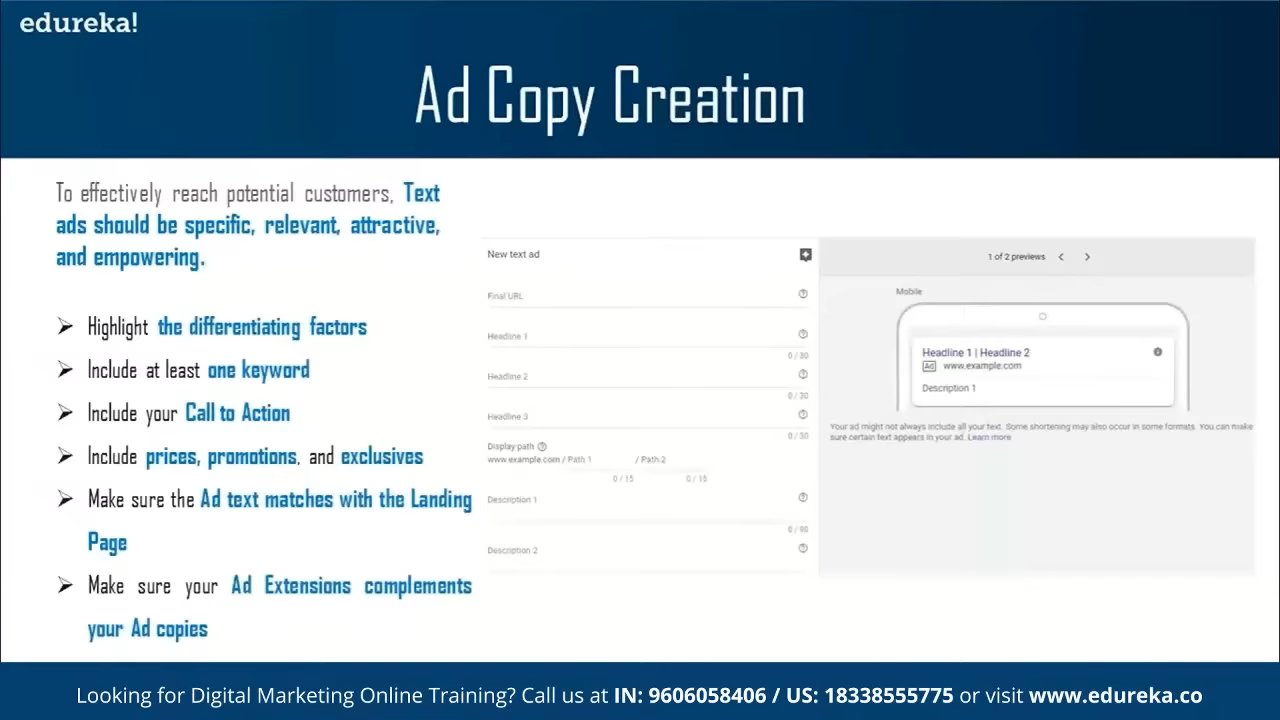 edureka!
Ad Copy Creation
To effectively reach potential customers, Text
ads should be specific, relevant, attractive,
and empowering.
Highlight the differentiating factors
Include at least one keyword
Include your Call to Action
Include prices, promotions, and exclusives
Make sure the Ad text matches with the Landing
Page
Make sure your Ad Extensions complements
your Ad copies
New text ad
Final URL
Headline 1
0 / 30
Headline 2
0 / 30
Headline 3
0 / 30
Display path
www.example.com / Path 1 / Path 2
0 / 15 0 / 15
Description 1
0 / 90
Description 2
1 of 2 previews
Mobile
Headline 1 | Headline 2
Ad www.example.com
Description 1
Your ad might not always include all your text. Some shortening may also occur in some formats. You can make
sure certain text appears in your ad. Learn more
Looking for Digital Marketing Online Training? Call us at IN: 9606058406 / US: 18338555775 or visit www.edureka.co